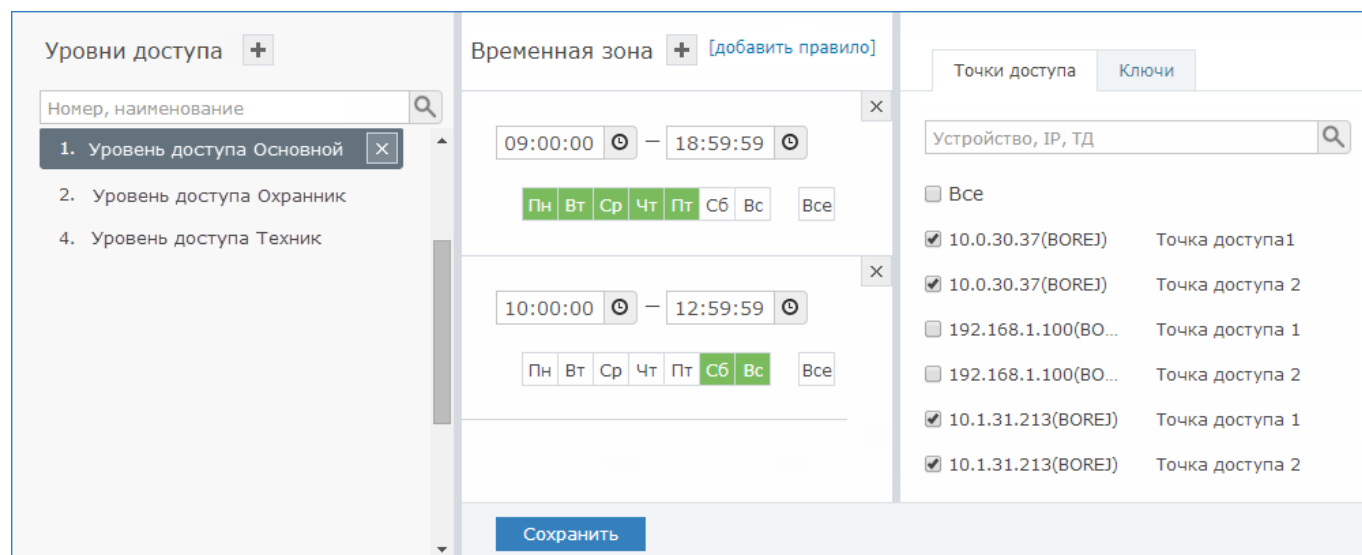 Уровни доступа
Номер, наименование
1. Уровень доступа Основной
2. Уровень доступа Охранник
4. Уровень доступа Техник
Временная зона [добавить правило]
09:00:00 – 18:59:59
Пн Вт Ср Чт Пт Сб Вс Все
10:00:00 – 12:59:59
Пн Вт Ср Чт Пт Сб Вс Все
Сохранить
Точки доступа Ключи
Устройство, IP, ТД
Все
10.0.30.37(BOREJ) Точка доступа1
10.0.30.37(BOREJ) Точка доступа 2
192.168.1.100(BO... Точка доступа 1
192.168.1.100(BO... Точка доступа 2
10.1.31.213(BOREJ) Точка доступа 1
10.1.31.213(BOREJ) Точка доступа 2